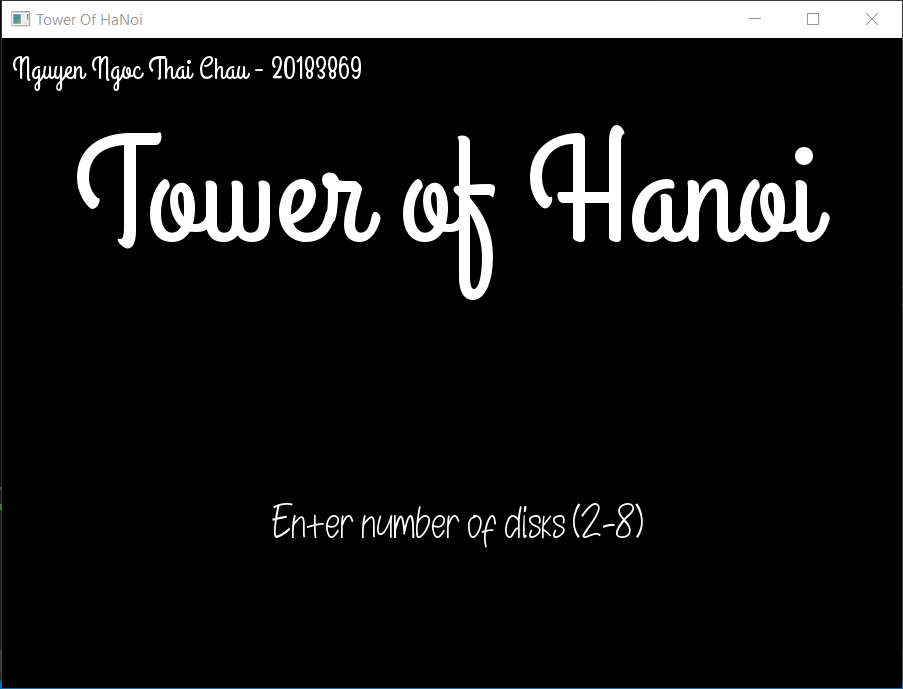 Tower Of HaNoi
Nguyen Ngoc Thai Chau - 20183869
Tower of Hanoi
Enter number of disks (2-8)